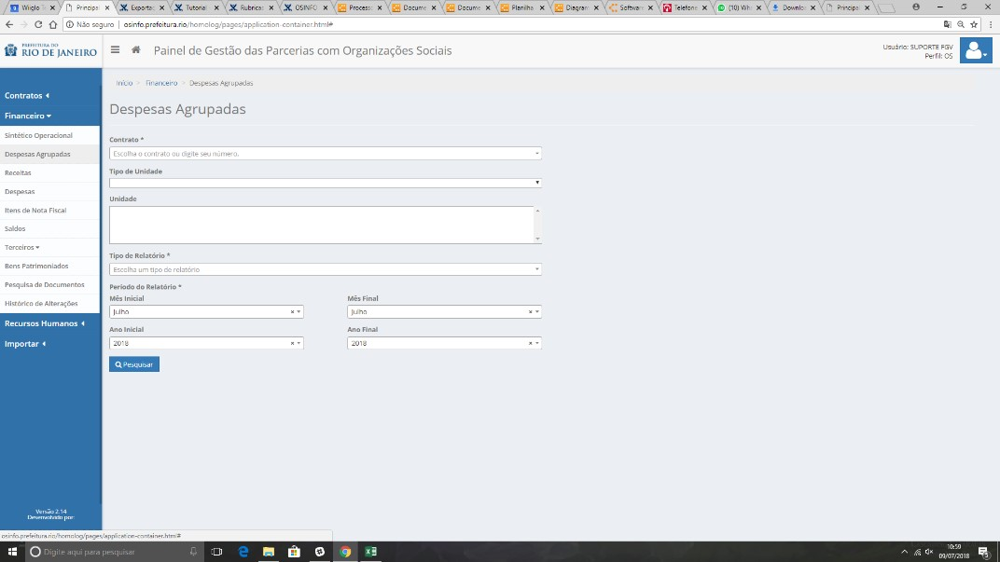 Wiiglo T
Principal
Exportac
Tutorial
Rubricas
OSINFO
Processo
Docume
Docume
Planilha
Diagram
Softwar
Telefoni
(10) Wh
Downlo
Principa
Não seguro | osinfo.prefeitura.rio/homolog/pages/application-container.html#
PREFEITURA DO
RIO DE JANEIRO
Painel de Gestão das Parcerias com Organizações Sociais
Usuário: SUPORTE FGV
Perfil: OS
Início > Financeiro > Despesas Agrupadas
Contratos
Financeiro
Sintético Operacional
Despesas Agrupadas
Receitas
Despesas
Itens de Nota Fiscal
Saldos
Terceiros
Bens Patrimoniados
Pesquisa de Documentos
Histórico de Alterações
Recursos Humanos
Importar
Versão 2.14
Desenvolvido por:
Despesas Agrupadas
Contrato *
Escolha o contrato ou digite seu número.
Tipo de Unidade
Unidade
Tipo de Relatório *
Escolha um tipo de relatório
Período do Relatório *
Mês Inicial
Mês Final
Julho
Julho
Ano Inicial
Ano Final
2018
2018
Pesquisar
osinfo.prefeitura.rio/homolog/pages/application-container.html#
Digite aqui para pesquisar
10:59
09/07/2018